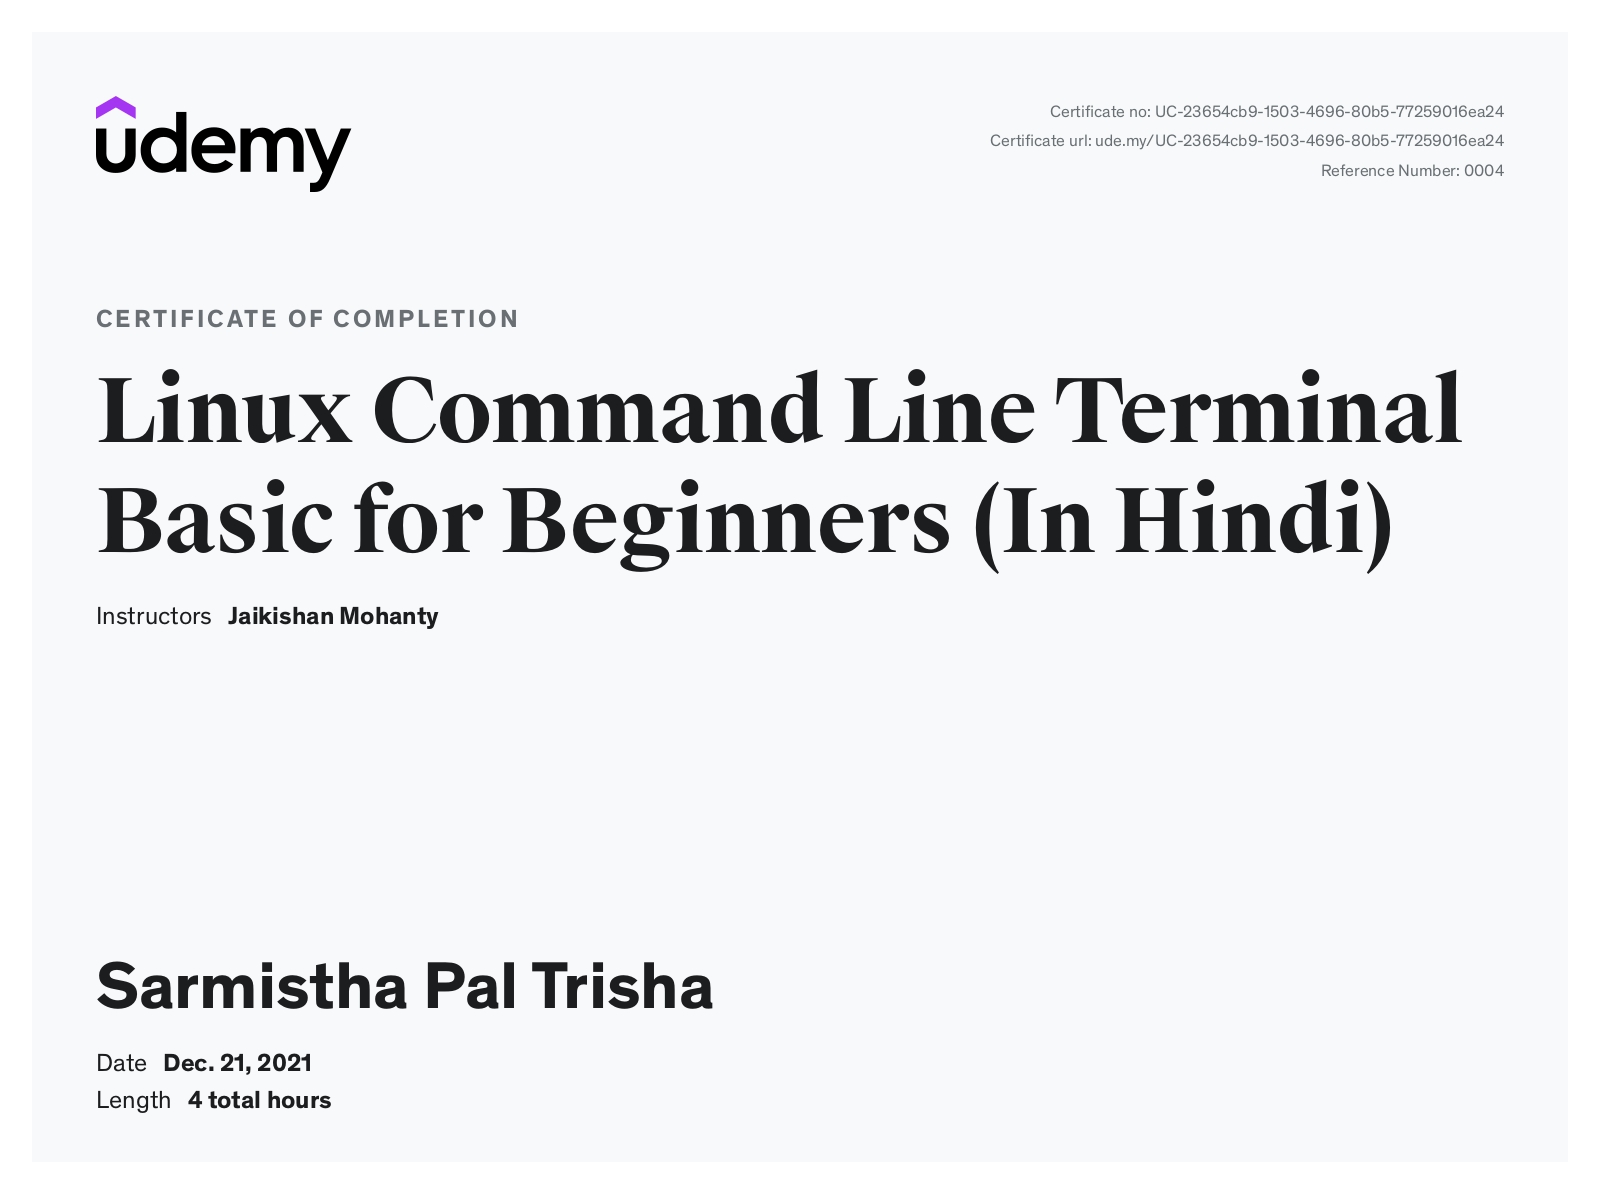 udemy
Certificate no: UC-23654cb9-1503-4696-80b5-77259016ea24
Certificate url: ude.my/UC-23654cb9-1503-4696-80b5-77259016ea24
Reference Number: 0004
CERTIFICATE OF COMPLETION
Linux Command Line Terminal
Basic for Beginners (In Hindi)
Instructors Jaikishan Mohanty
Sarmistha Pal Trisha
Date Dec. 21, 2021
Length 4 total hours